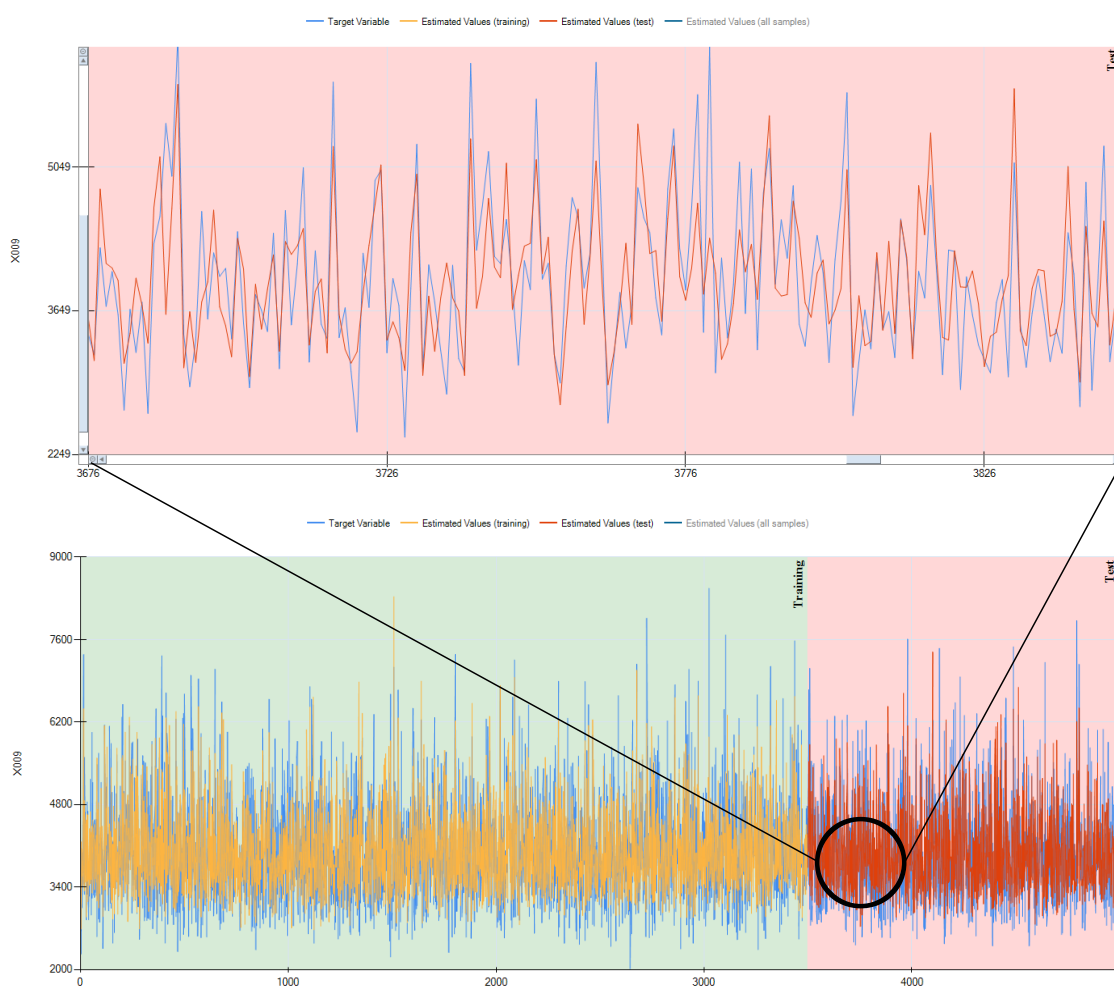 Target Variable Estimated Values (training) Estimated Values (test) Estimated Values (all samples)
Test
5049
X009
3649
2249
3676 3726 3776 3826
Target Variable Estimated Values (training) Estimated Values (test) Estimated Values (all samples)
9000
Training
Test
7600
6200
X009
4800
3400
2000
0 1000 2000 3000 4000